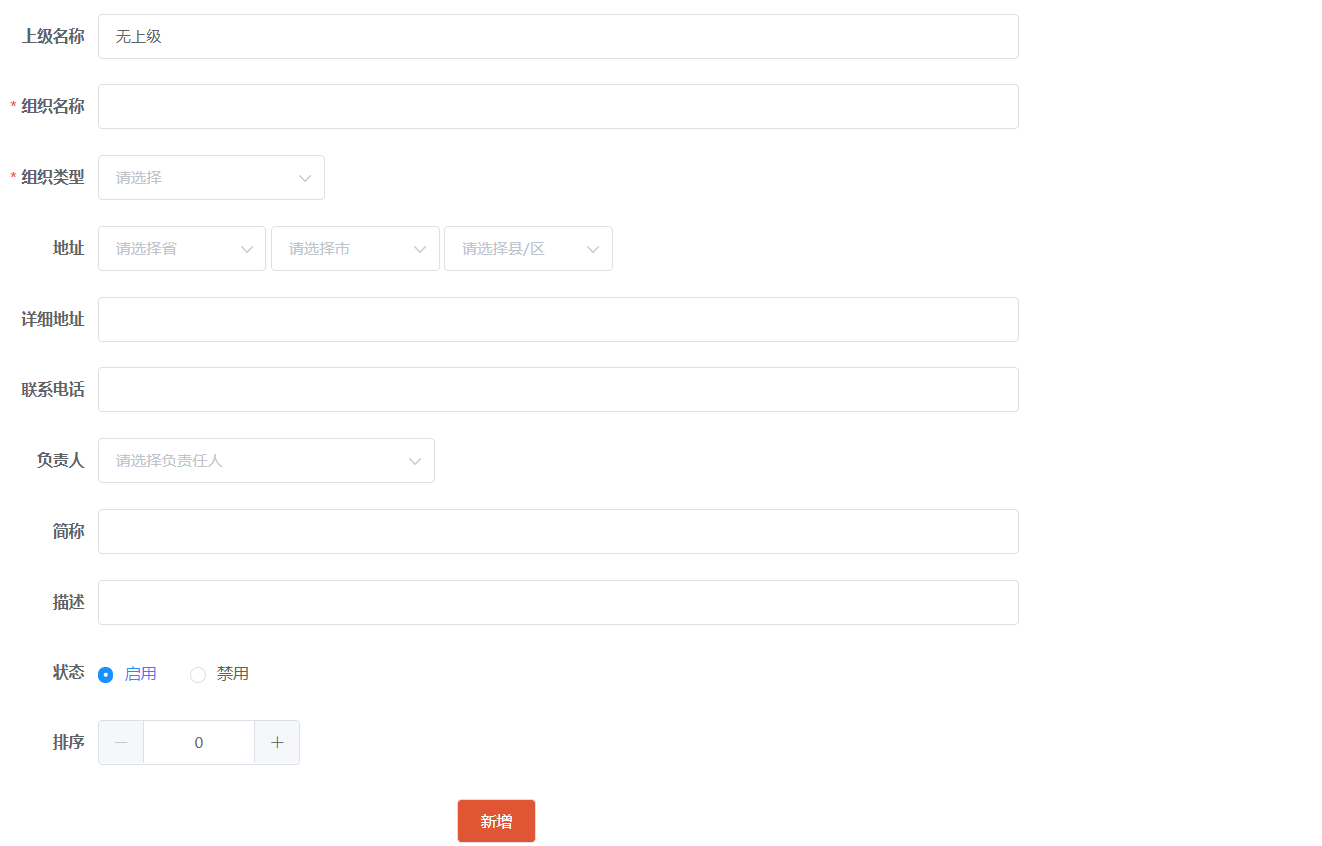 上级名称 无上级
* 组织名称
* 组织类型 请选择
地址 请选择省 请选择市 请选择县/区
详细地址
联系电话
负责人 请选择负责任人
简称
描述
状态 启用 禁用
排序 0
新增